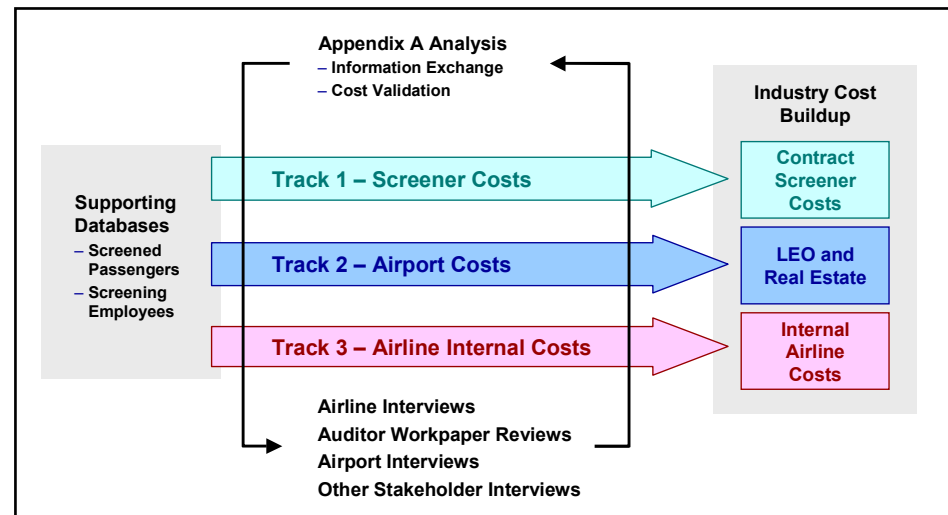 Appendix A Analysis
– Information Exchange
– Cost Validation
Industry Cost
Buildup
Supporting
Databases
– Screened
Passengers
– Screening
Employees
Track 1 – Screener Costs
Contract
Screener
Costs
Track 2 – Airport Costs
LEO and
Real Estate
Track 3 – Airline Internal Costs
Internal
Airline
Costs
Airline Interviews
Auditor Workpaper Reviews
Airport Interviews
Other Stakeholder Interviews